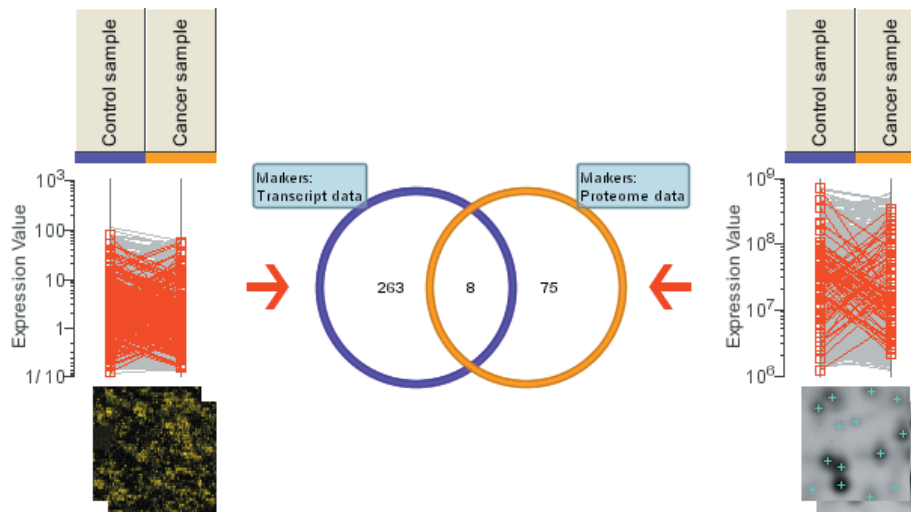 Control sample
Cancer sample
Expression Value
10³
100
10
1
1/10
Markers:
Transcript data
Markers:
Proteome data
263
8
75
Control sample
Cancer sample
Expression Value
10⁹
10⁸
10⁷
10⁶